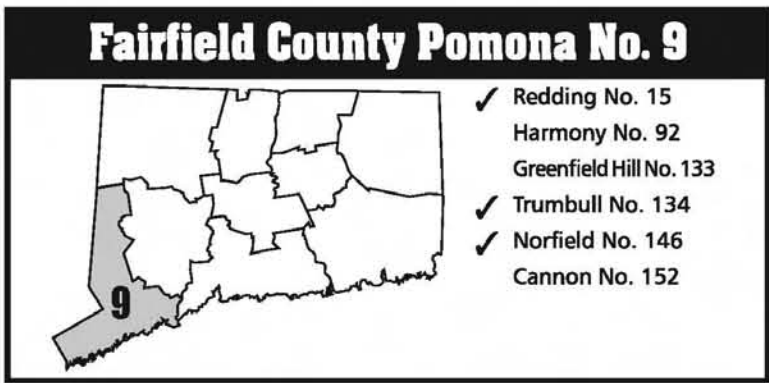 Fairfield County Pomona No. 9
✓ Redding No. 15
Harmony No. 92
Greenfield Hill No. 133
✓ Trumbull No. 134
✓ Norfield No. 146
Cannon No. 152
9